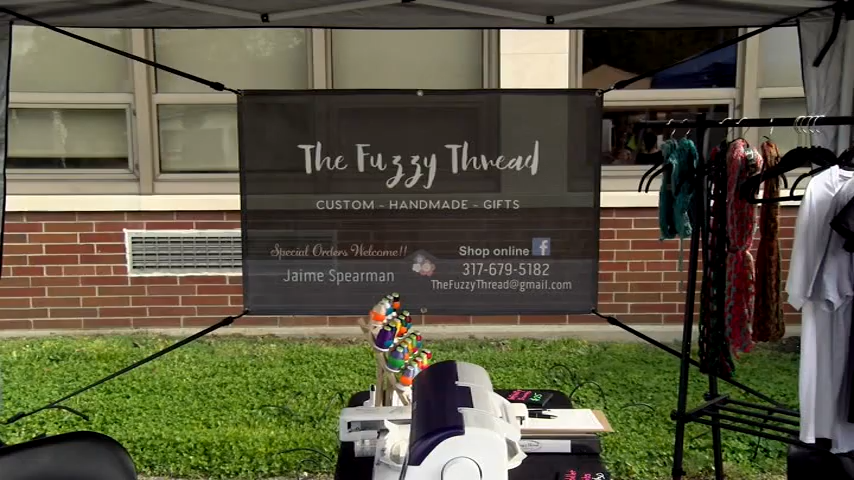 The Fuzzy Thread
CUSTOM - HANDMADE - GIFTS
Special Orders Welcome!!
Jaime Spearman
Shop online f
317-679-5182
TheFuzzyThread@gmail.com